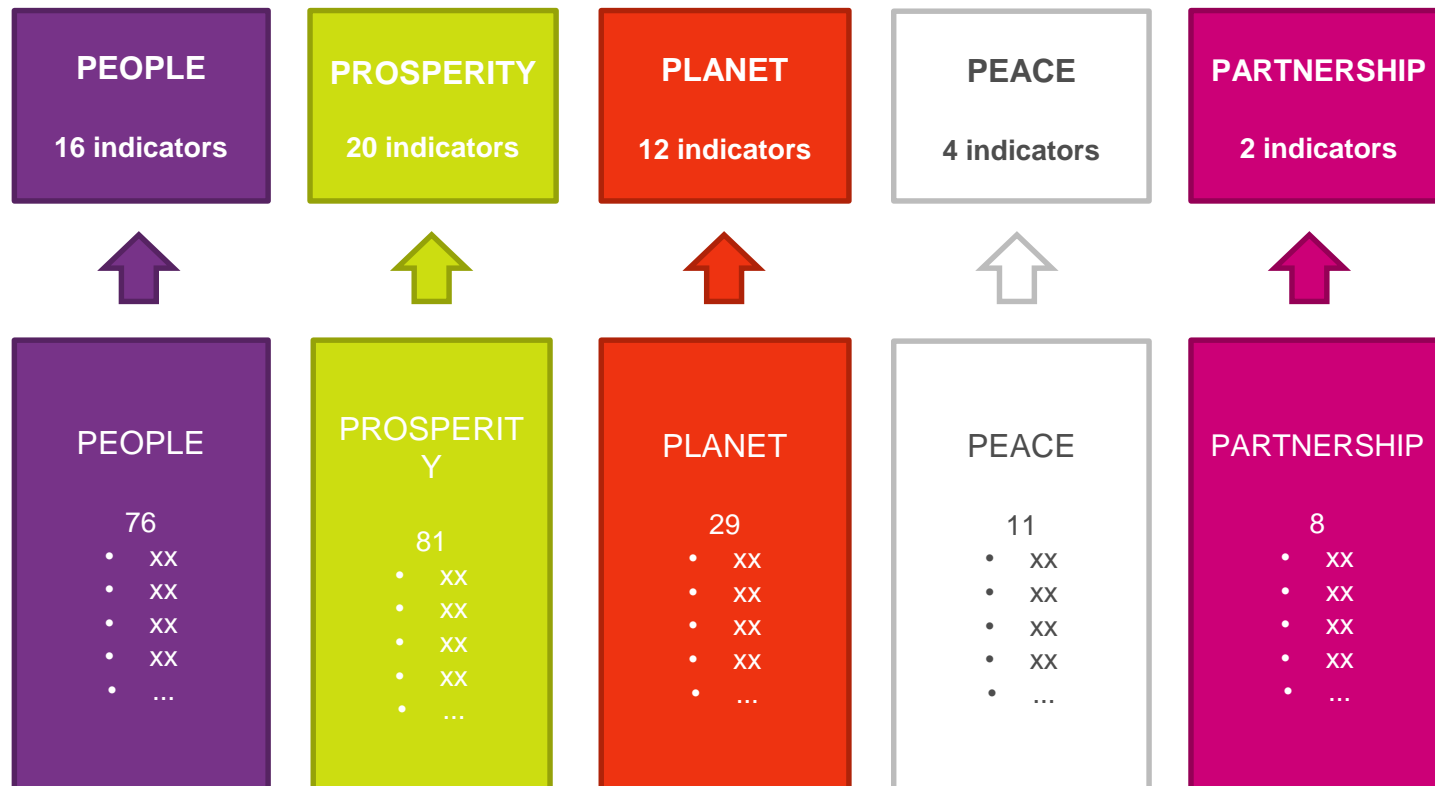 PEOPLE
16 indicators
PROSPERITY
20 indicators
PLANET
12 indicators
PEACE
4 indicators
PARTNERSHIP
2 indicators
PEOPLE
76
• xx
• xx
• xx
• xx
• ...
PROSPERIT
Y
81
• xx
• xx
• xx
• xx
• ...
PLANET
29
• xx
• xx
• xx
• xx
• ...
PEACE
11
• xx
• xx
• xx
• xx
• ...
PARTNERSHIP
8
• xx
• xx
• xx
• xx
• ...